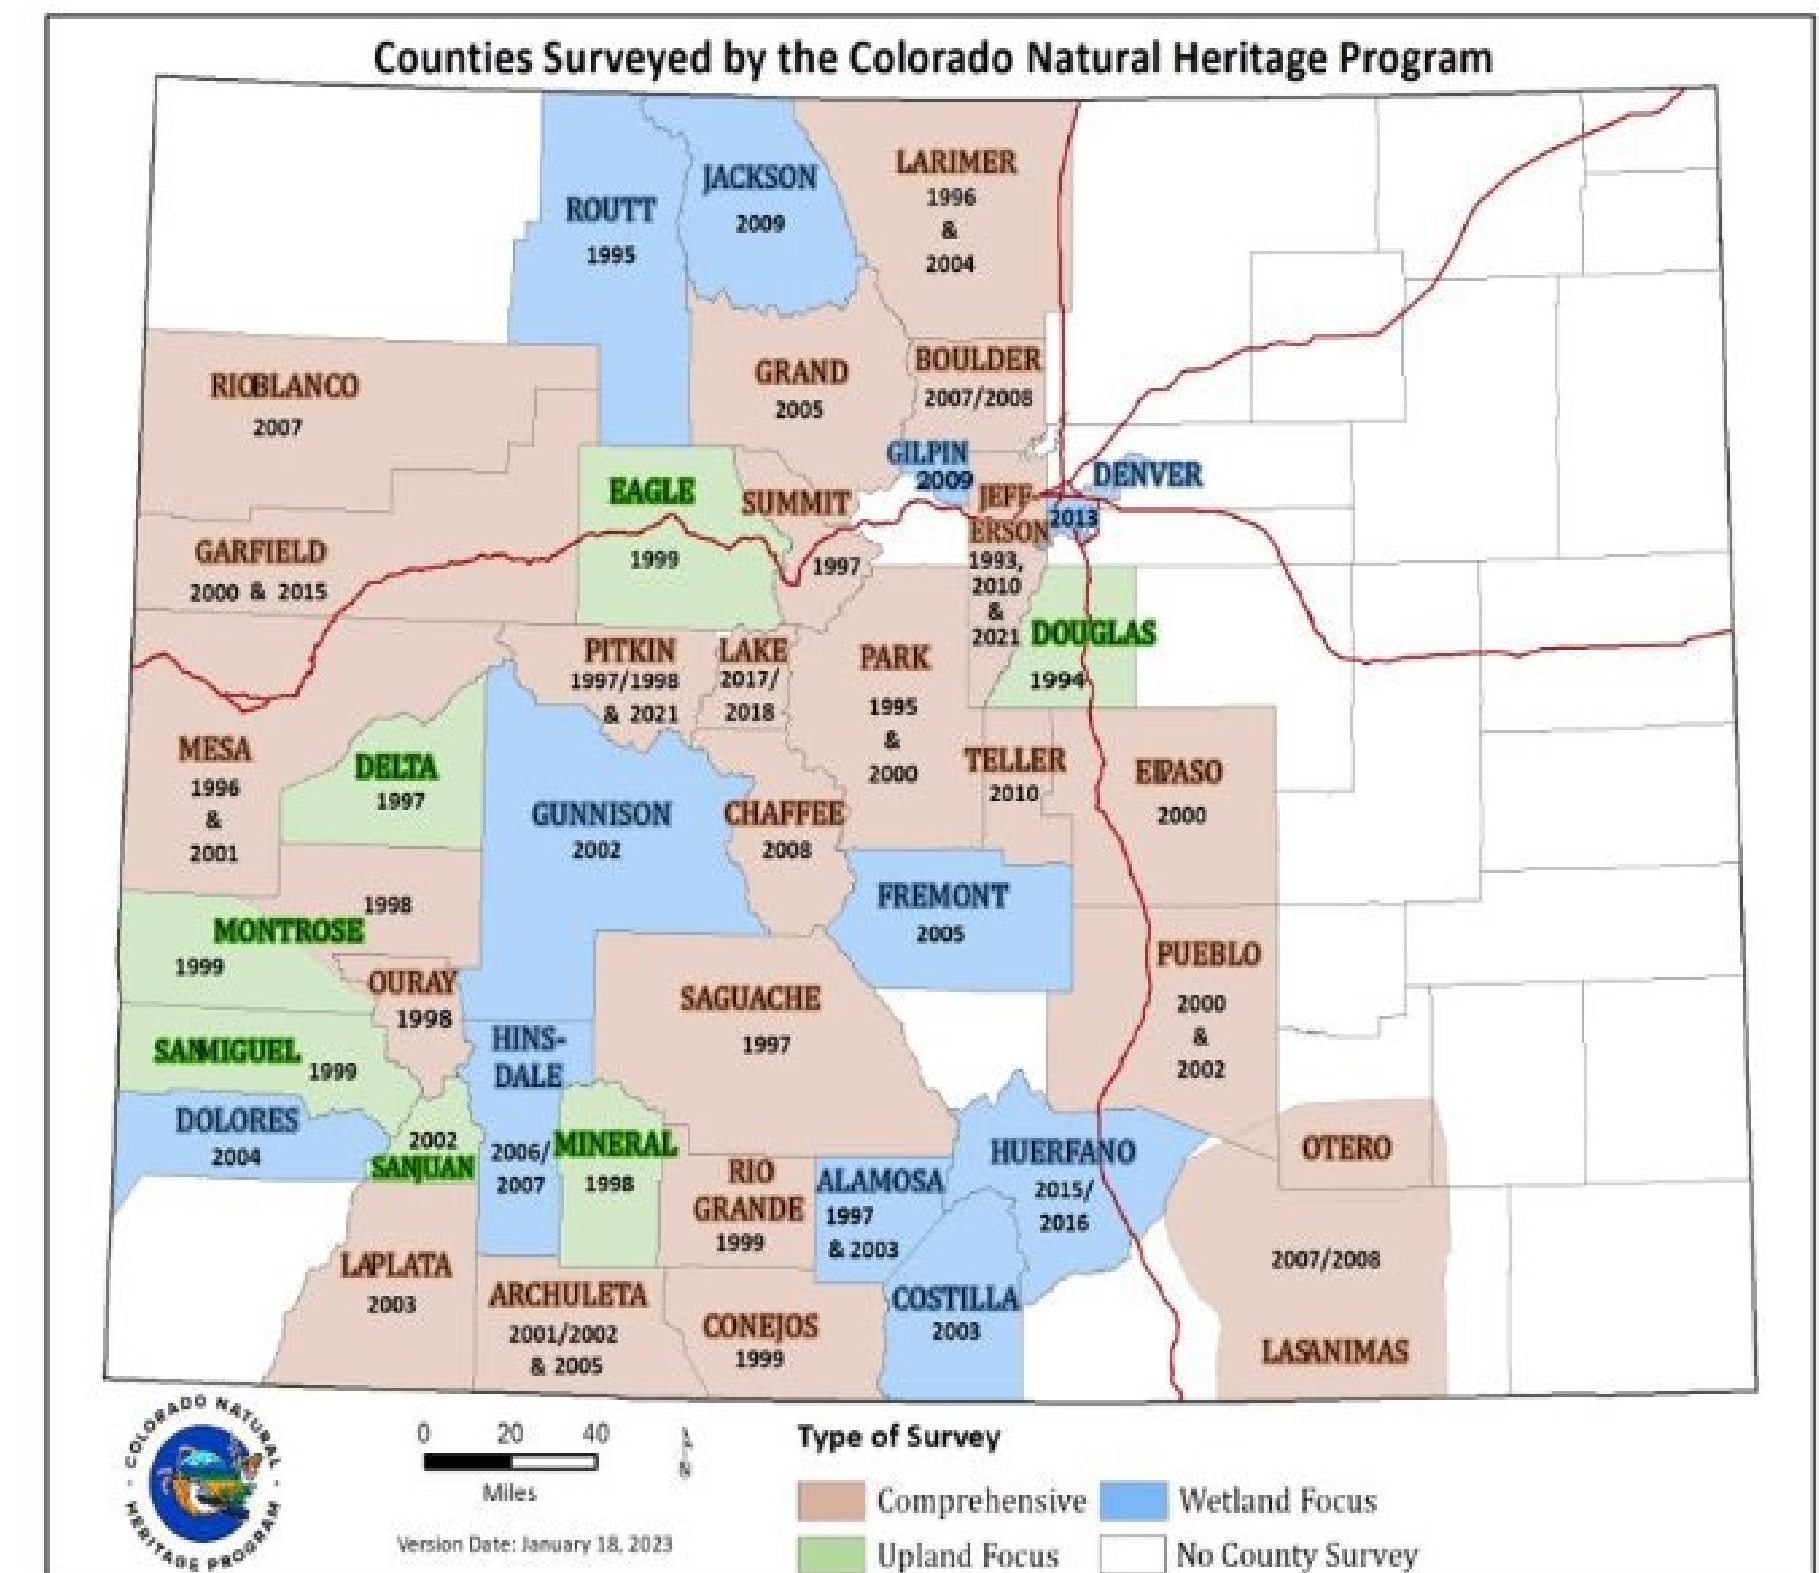 Counties Surveyed by the Colorado Natural Heritage Program
LARIMER
1996
&
2004
JACKSON
2009
ROUTT
1995
RIOBLANCO
2007
GRAND
2005
BOULDER
2007/2008
GILPIN
2009
DENVER
2013
JEFF-
ERSON
1993,
2010
&
2021
EAGLE
1999
SUMMIT
1997
GARFIELD
2000 & 2015
DOUGLAS
1994
PITKIN
1997/1998
& 2021
LAKE
2017/
2018
PARK
1995
&
2000
MESA
1996
&
2001
DELTA
1997
GUNNISON
2002
CHAFFEE
2008
TELLER
2010
ELPASO
2000
FREMONT
2005
1998
MONTROSE
1999
OURAY
1998
PUEBLO
2000
&
2002
SAGUACHE
1997
SANMIGUEL
1999
HINS-
DALE
2006/
2007
DOLORES
2004
2002
SANJUAN
MINERAL
1998
RIO
GRANDE
1999
ALAMOSA
1997
& 2003
HUERFANO
2015/
2016
OTERO
2007/2008
LASANIMAS
LAPLATA
2003
ARCHULETA
2001/2002
& 2005
CONEJOS
1999
COSTILLA
2003
COLORADO NATURAL
HERITAGE PROGRAM
0 20 40
Miles
N
Version Date: January 18, 2023
Type of Survey
Comprehensive
Wetland Focus
Upland Focus
No County Survey